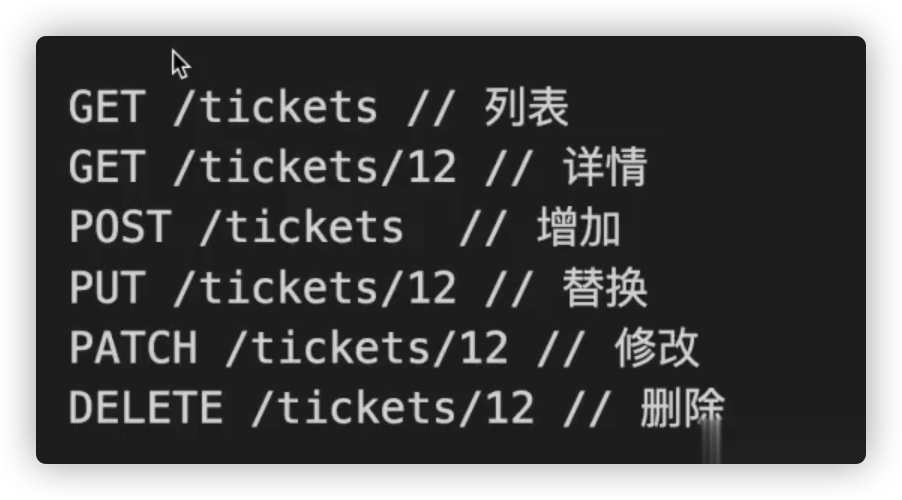 GET /tickets // 列表
GET /tickets/12 // 详情
POST /tickets  // 增加
PUT /tickets/12 // 替换
PATCH /tickets/12 // 修改
DELETE /tickets/12 // 删除